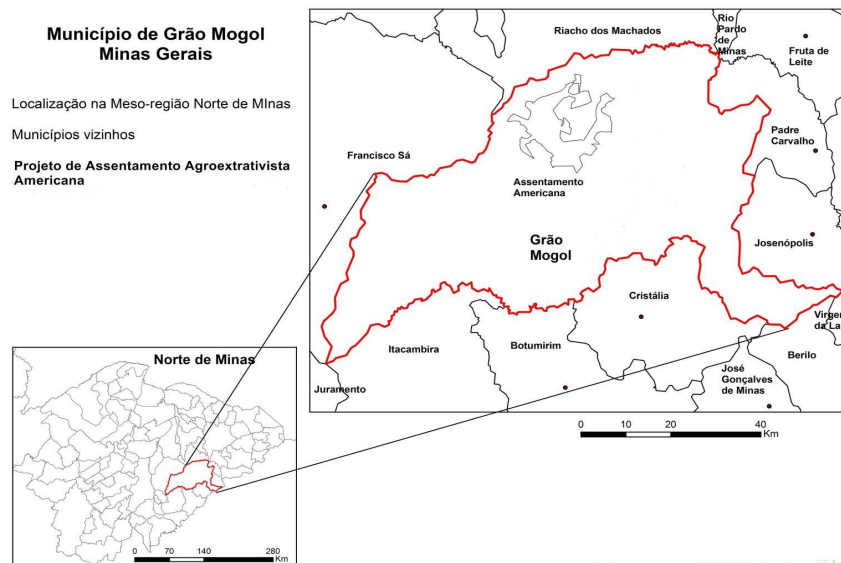 Município de Grão Mogol
Minas Gerais
Localização na Meso-região Norte de MInas
Municípios vizinhos
Projeto de Assentamento Agroextrativista
Americana
Riacho dos Machados
Rio
Pardo
de
Minas
Fruta de
Leite
Padre
Carvalho
Francisco Sá
Assentamento
Americana
Grão
Mogol
Josenópolis
Cristália
Virgem
da La
Itacambira
Botumirim
Berilo
Juramento
José
Gonçalves
de Minas
0 10 20 40
Km
Norte de Minas
0 70 140 280
Km